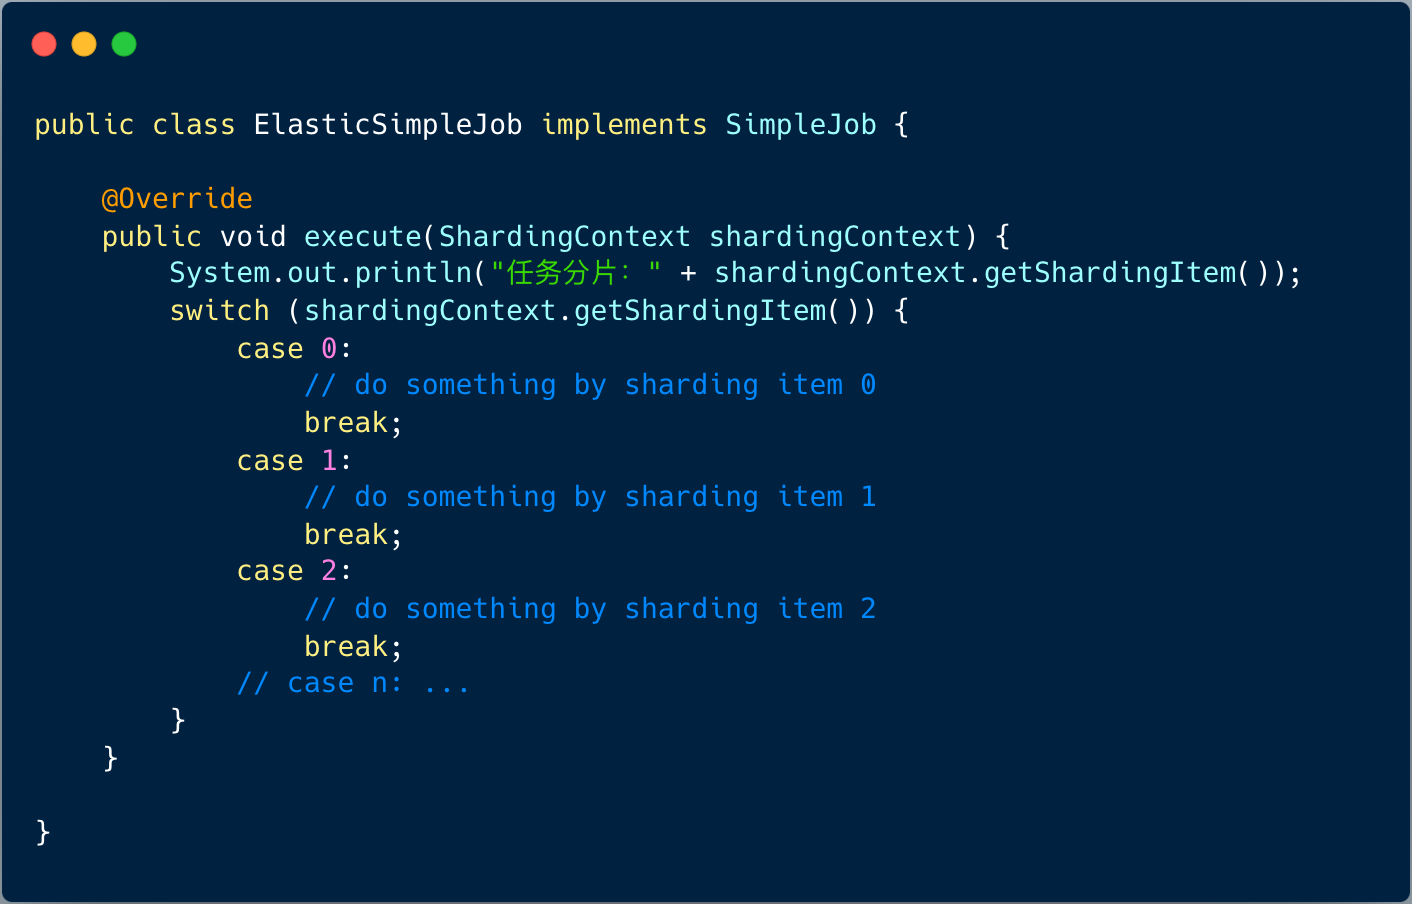 public class ElasticSimpleJob implements SimpleJob {
@Override
public void execute(ShardingContext shardingContext) {
System.out.println("任务分片：" + shardingContext.getShardingItem());
switch (shardingContext.getShardingItem()) {
case 0:
// do something by sharding item 0
break;
case 1:
// do something by sharding item 1
break;
case 2:
// do something by sharding item 2
break;
// case n: ...
}
}
}